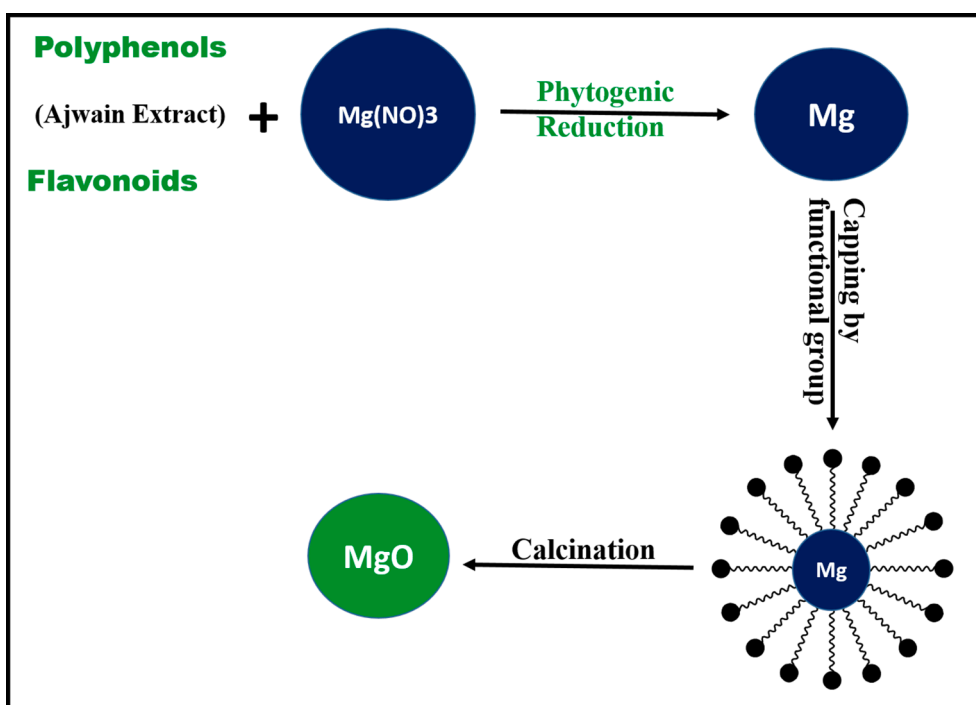 Polyphenols
(Ajwain Extract) +
Flavonoids
Mg(NO)3
Phytogenic
Reduction
Mg
Capping by
functional group
Mg
Calcination
MgO